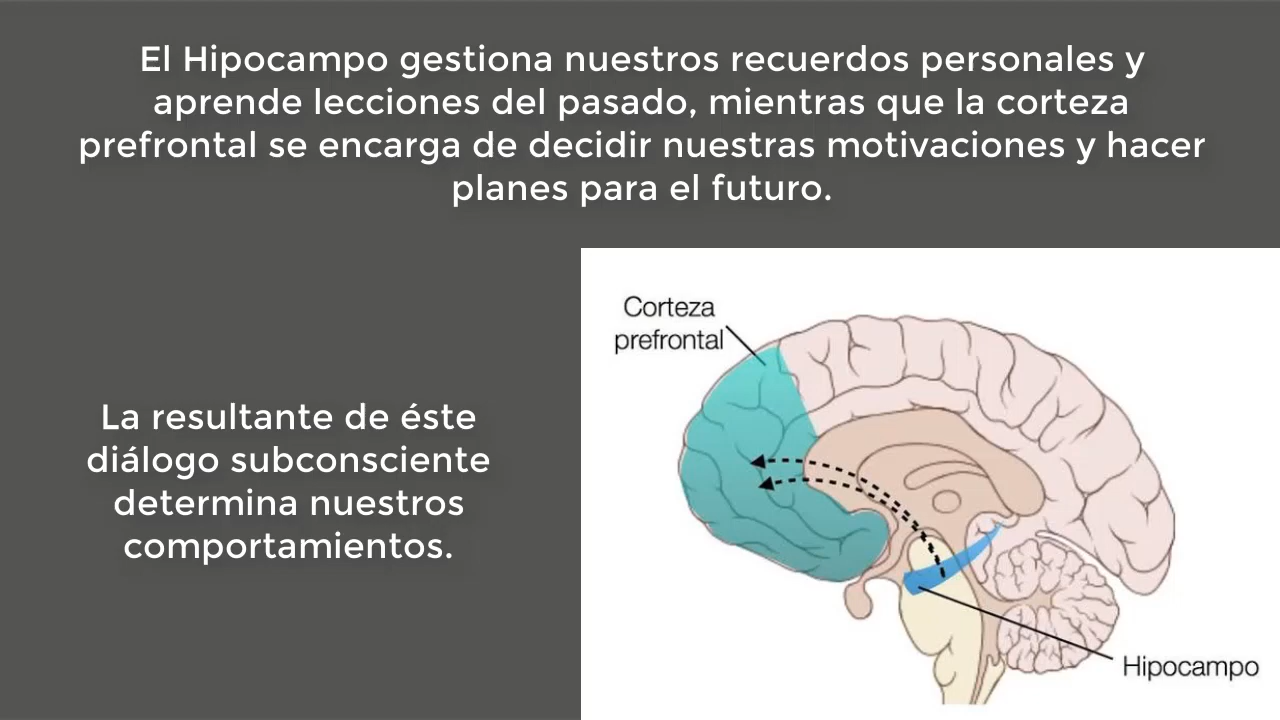 El Hipocampo gestiona nuestros recuerdos personales y
aprende lecciones del pasado, mientras que la corteza
prefrontal se encarga de decidir nuestras motivaciones y hacer
planes para el futuro.
La resultante de éste
diálogo subconsciente
determina nuestros
comportamientos.
Corteza
prefrontal
Hipocampo